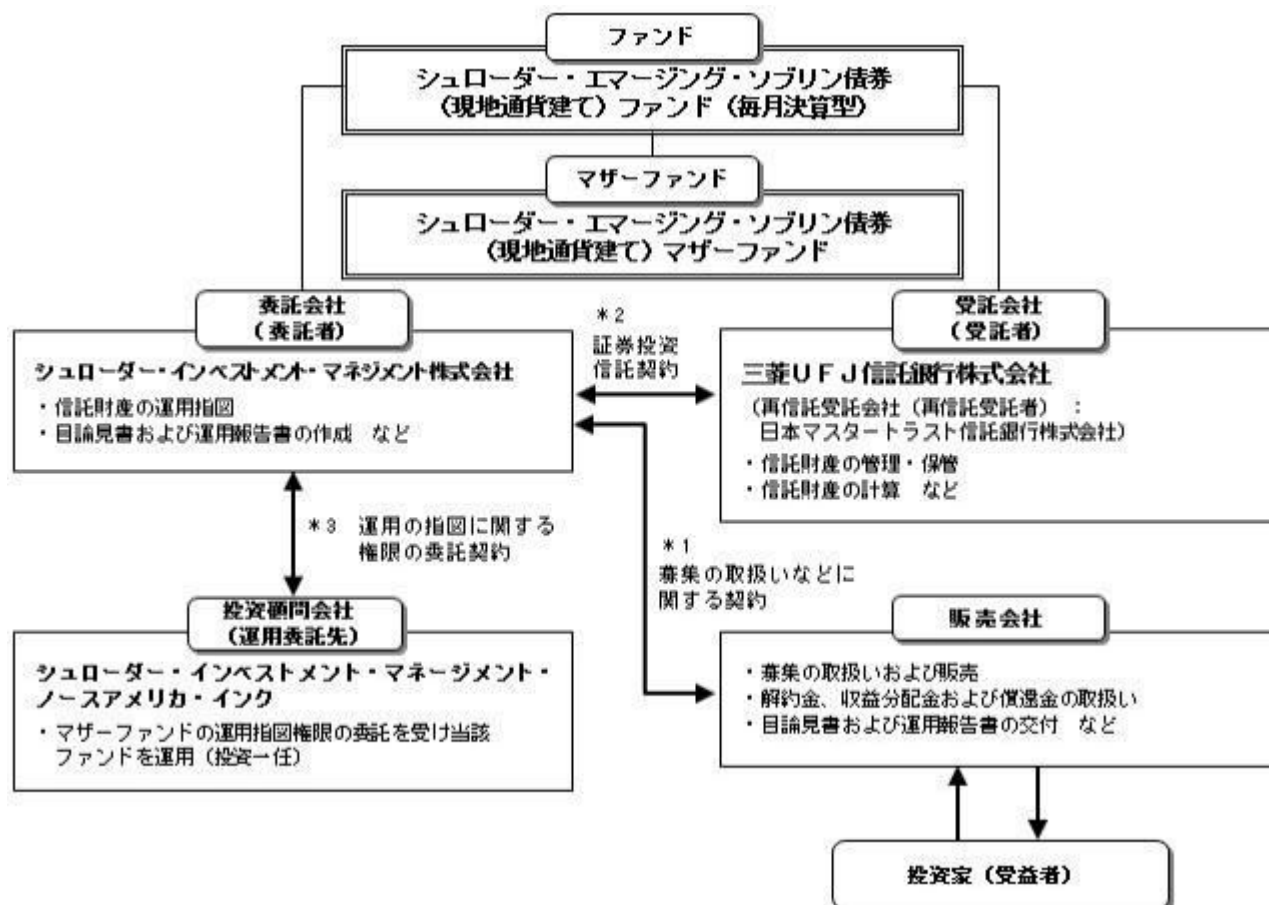 ファンド
シュローダー・エマージング・ソブリン債券
(現地通貨建て)ファンド(毎月決算型)
マザーファンド
シュローダー・エマージング・ソブリン債券
(現地通貨建て)マザーファンド
委託会社
(委託者)
シュローダー・インベストメント・マネジメント株式会社
・信託財産の運用指図
・目論見書および運用報告書の作成 など
*2
証券投資
信託契約
受託会社
(受託者)
三菱UFJ信託銀行株式会社
(再信託受託会社(再信託受託者) :
日本マスタートラスト信託銀行株式会社)
・信託財産の管理・保管
・信託財産の計算 など
*3 運用の指図に関する
権限の委託契約
*1
募集の取扱いなどに
関する契約
投資顧問会社
(運用委託先)
シュローダー・インベストメント・マネージメント・
ノースアメリカ・インク
・マザーファンドの運用指図権限の委託を受け当該
ファンドを運用(投資一任)
販売会社
・募集の取扱いおよび販売
・解約金、収益分配金および償還金の取扱い
・目論見書および運用報告書の交付 など
投資家(受益者)